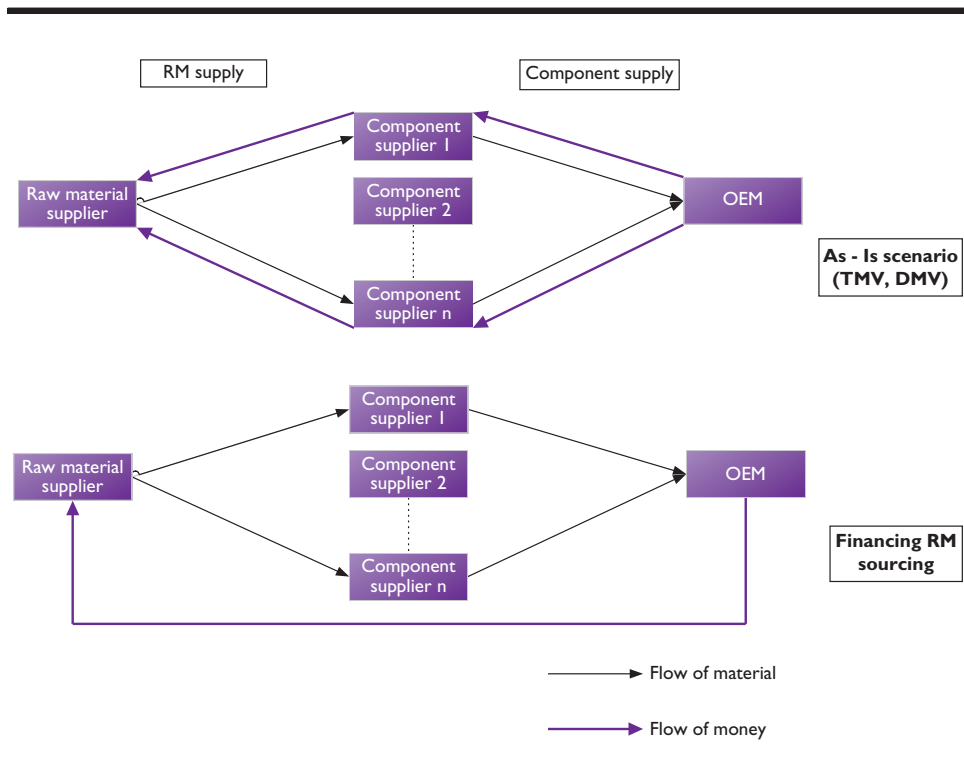 RM supply
Component supply
Component
supplier 1
Raw material
supplier
Component
supplier 2
OEM
As - Is scenario
(TMV, DMV)
Component
supplier n
Component
supplier 1
Raw material
supplier
Component
supplier 2
OEM
Financing RM
sourcing
Component
supplier n
Flow of material
Flow of money